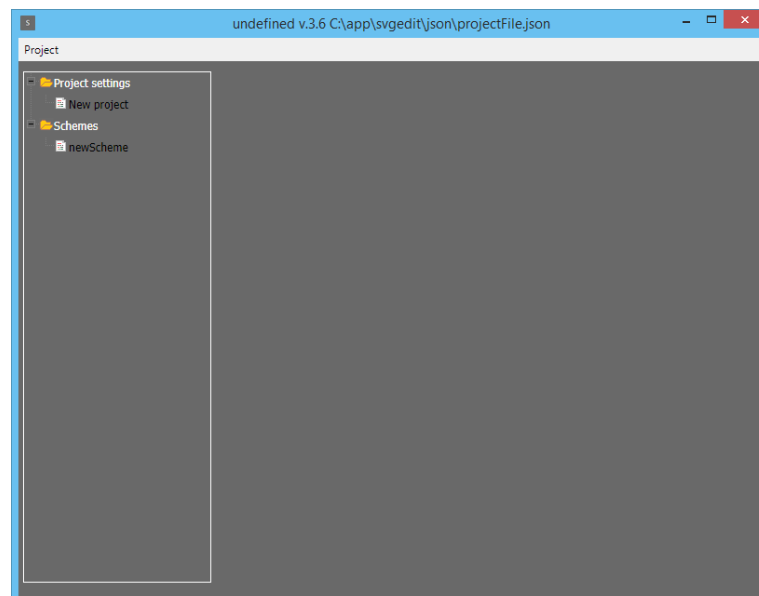 S
undefined v.3.6 C:\app\svgedit\json\projectFile.json
Project
Project settings
New project
Schemes
newScheme